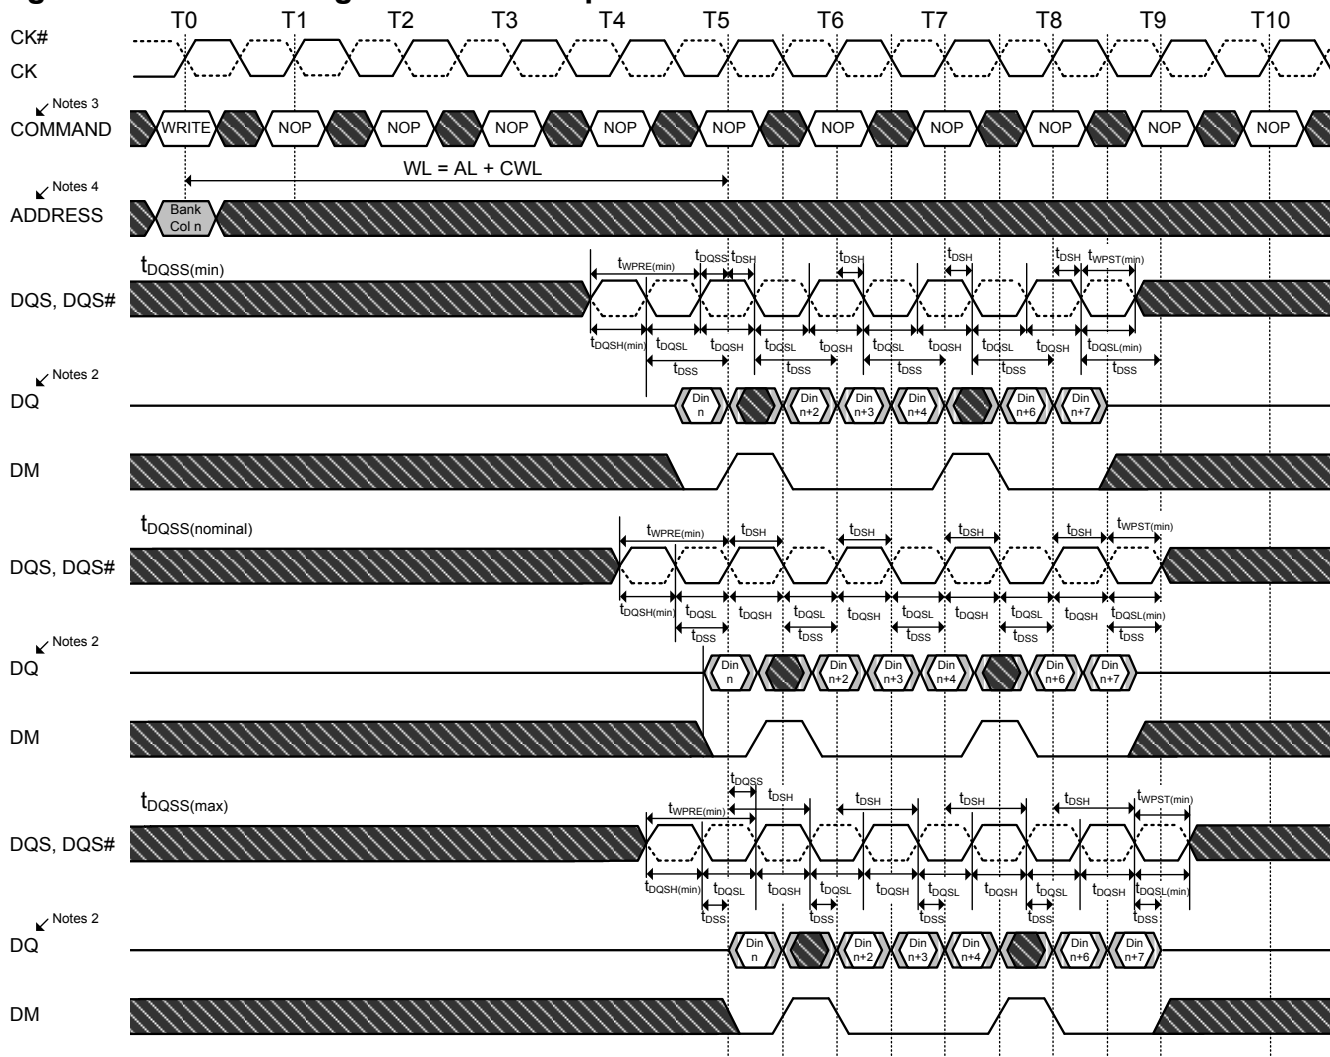 T0 T1 T2 T3 T4 T5 T6 T7 T8 T9 T10
CK#
CK
Notes 3
COMMAND WRITE NOP NOP NOP NOP NOP NOP NOP NOP NOP NOP
WL = AL + CWL
Notes 4
ADDRESS
Bank
Col n
tDQSS(min) tWPRE(min) tDQSS tDSH tDSH tDSH tDSH tWPST(min)
DQS, DQS#
tDQSH(min) tDQSL tDQSH tDQSL tDQSH tDQSL tDQSH tDQSL tDQSH tDQSL(min)
tDSS tDSS tDSS tDSS tDSS
Notes 2
DQ
Din n
Din n+2
Din n+3
Din n+4
Din n+6
Din n+7
DM
tDQSS(nominal) tWPRE(min) tDSH tDSH tDSH tDSH tWPST(min)
DQS, DQS#
tDQSH(min) tDQSL tDQSH tDQSL tDQSH tDQSL tDQSH tDQSL tDQSH tDQSL(min)
tDSS tDSS tDSS tDSS tDSS
Notes 2
DQ
Din n
Din n+2
Din n+3
Din n+4
Din n+6
Din n+7
DM
tDQSS
tDQSS(max) tWPRE(min) tDSH tDSH tDSH tDSH tWPST(min)
DQS, DQS#
tDQSH(min) tDQSL tDQSH tDQSL tDQSH tDQSL tDQSH tDQSL tDQSH tDQSL(min)
tDSS tDSS tDSS tDSS tDSS
Notes 2
DQ
Din n
Din n+2
Din n+3
Din n+4
Din n+6
Din n+7
DM